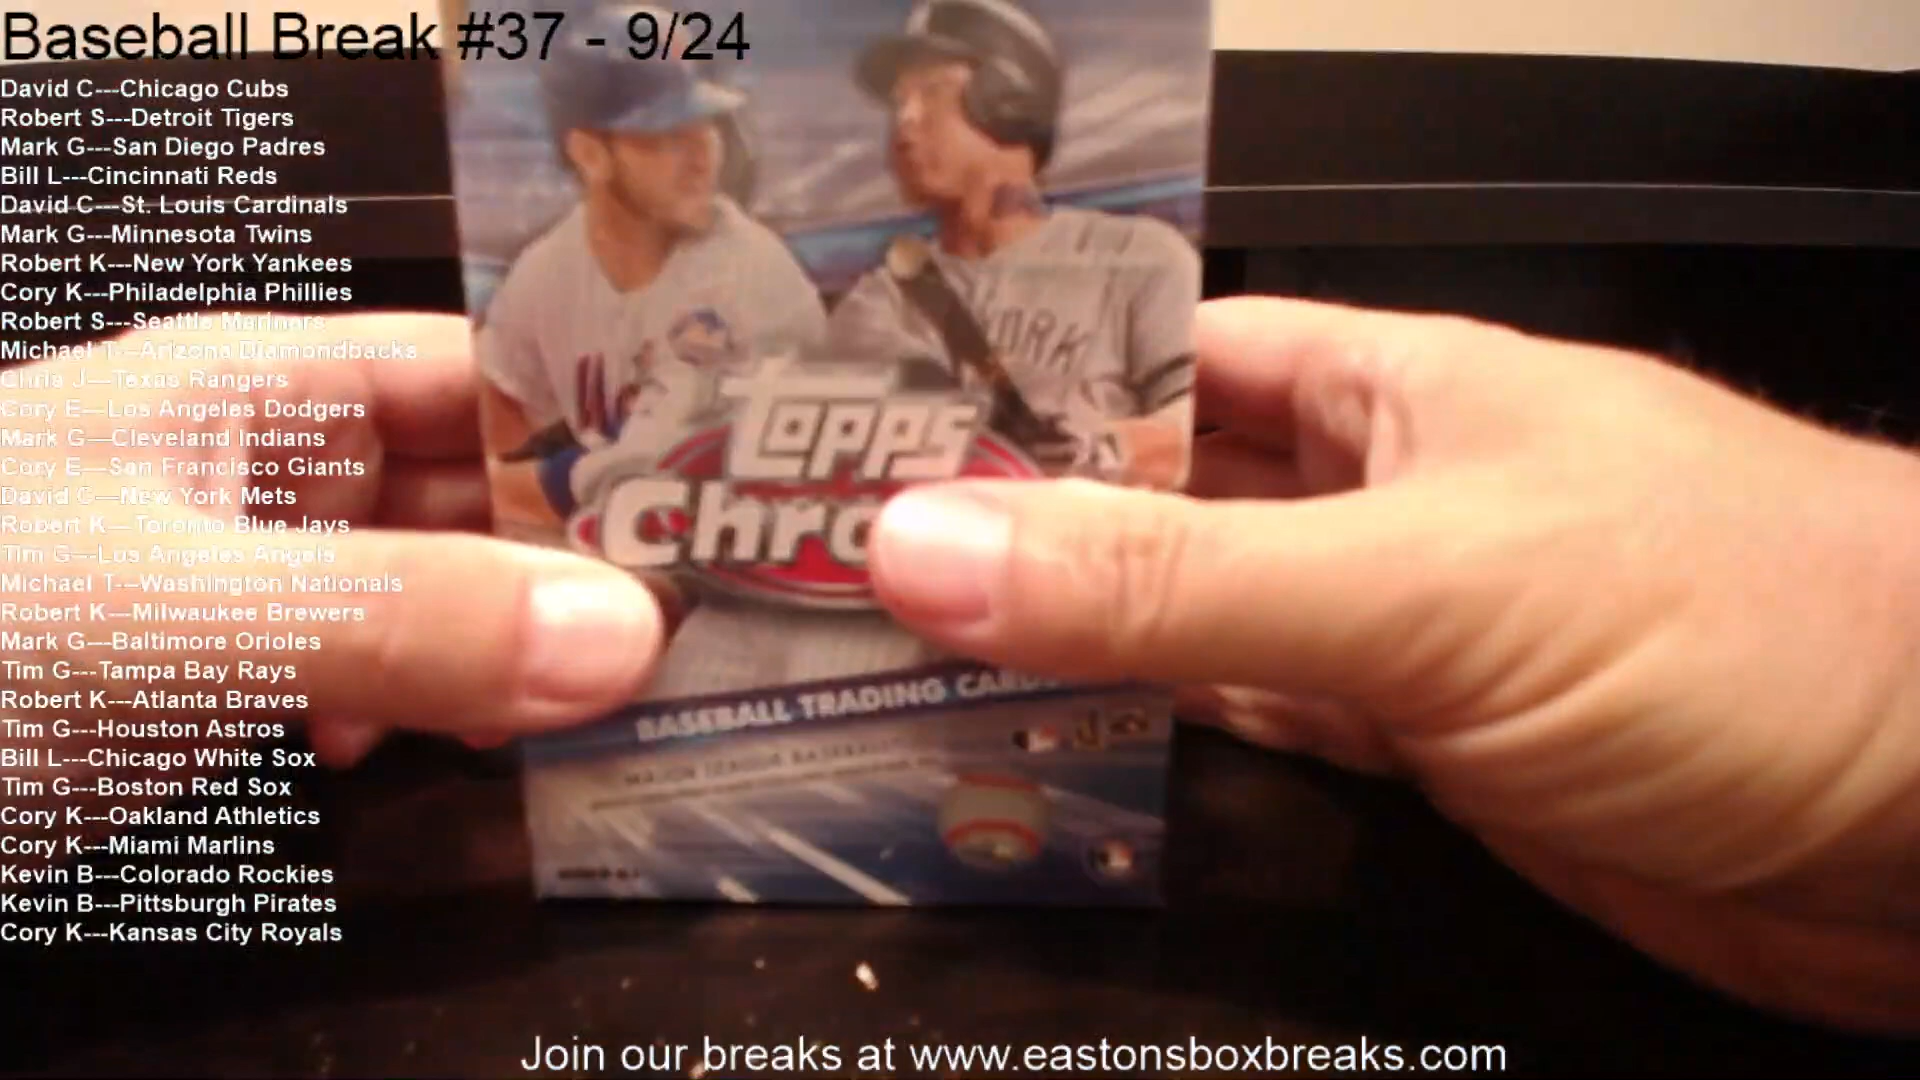 Baseball Break #37 - 9/24
David C---Chicago Cubs
Robert S---Detroit Tigers
Mark G---San Diego Padres
Bill L---Cincinnati Reds
David C---St. Louis Cardinals
Mark G---Minnesota Twins
Robert K---New York Yankees
Cory K---Philadelphia Phillies
Robert S---Seattle Mariners
Michael T---Arizona Diamondbacks
Chris J---Texas Rangers
Cory E---Los Angeles Dodgers
Mark G---Cleveland Indians
Cory E---San Francisco Giants
David C---New York Mets
Robert K---Toronto Blue Jays
Tim G---Los Angeles Angels
Michael T---Washington Nationals
Robert K---Milwaukee Brewers
Mark G---Baltimore Orioles
Tim G---Tampa Bay Rays
Robert K---Atlanta Braves
Tim G---Houston Astros
Bill L---Chicago White Sox
Tim G---Boston Red Sox
Cory K---Oakland Athletics
Cory K---Miami Marlins
Kevin B---Colorado Rockies
Kevin B---Pittsburgh Pirates
Cory K---Kansas City Royals
YORK
Topps
Chro
BASEBALL TRADING CARDS
MAJOR LEAGUE BASEBALL
Join our breaks at www.eastonsboxbreaks.com